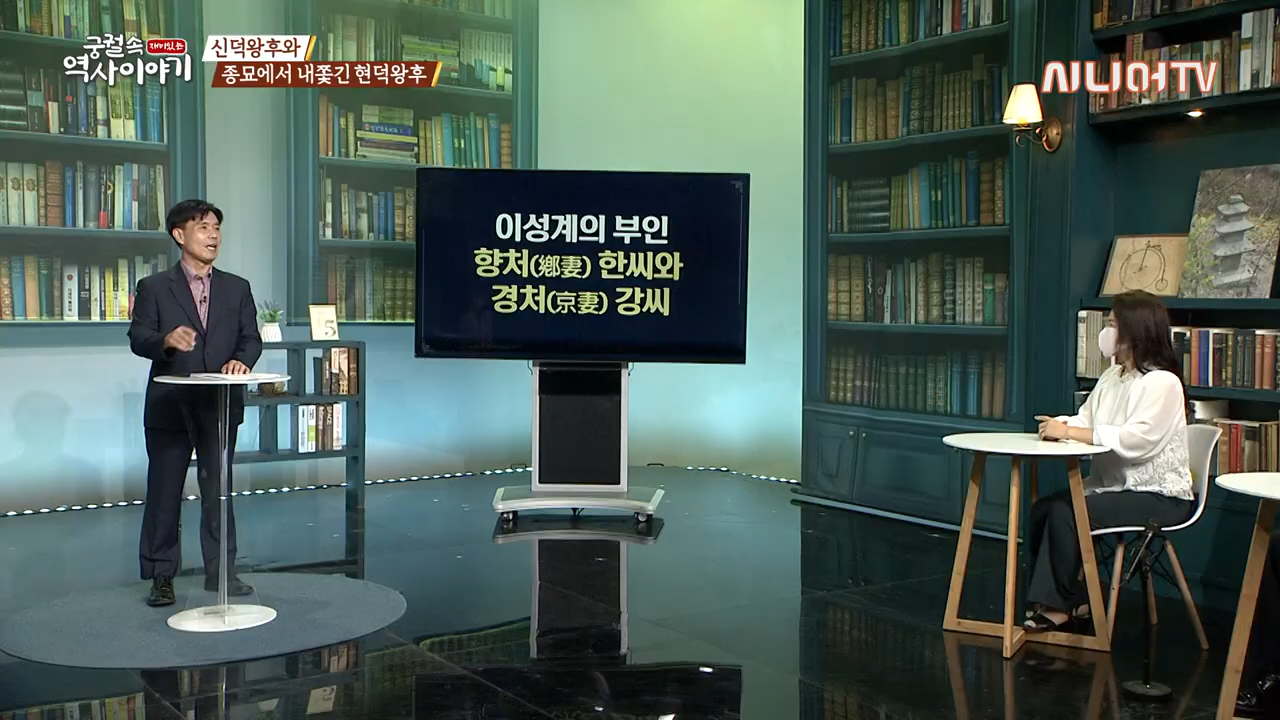 궁궐 속 재미있는
역사이야기
신덕왕후와
종묘에서 내쫓긴 현덕왕후
시니어TV
이성계의 부인
향처(鄕妻) 한씨와
경처(京妻) 강씨
5